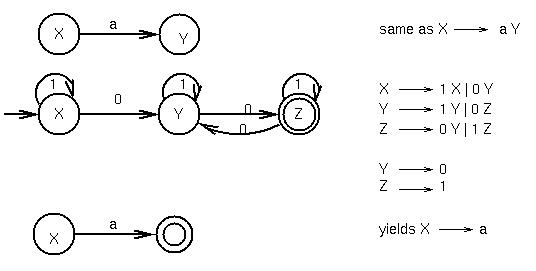 X a Y same as X → a Y
1 1 1
X 0 Y 0 0 Z
X → 1 X | 0 Y
Y → 1 Y | 0 Z
Z → 0 Y | 1 Z
Y → 0
Z → 1
X a yields X → a